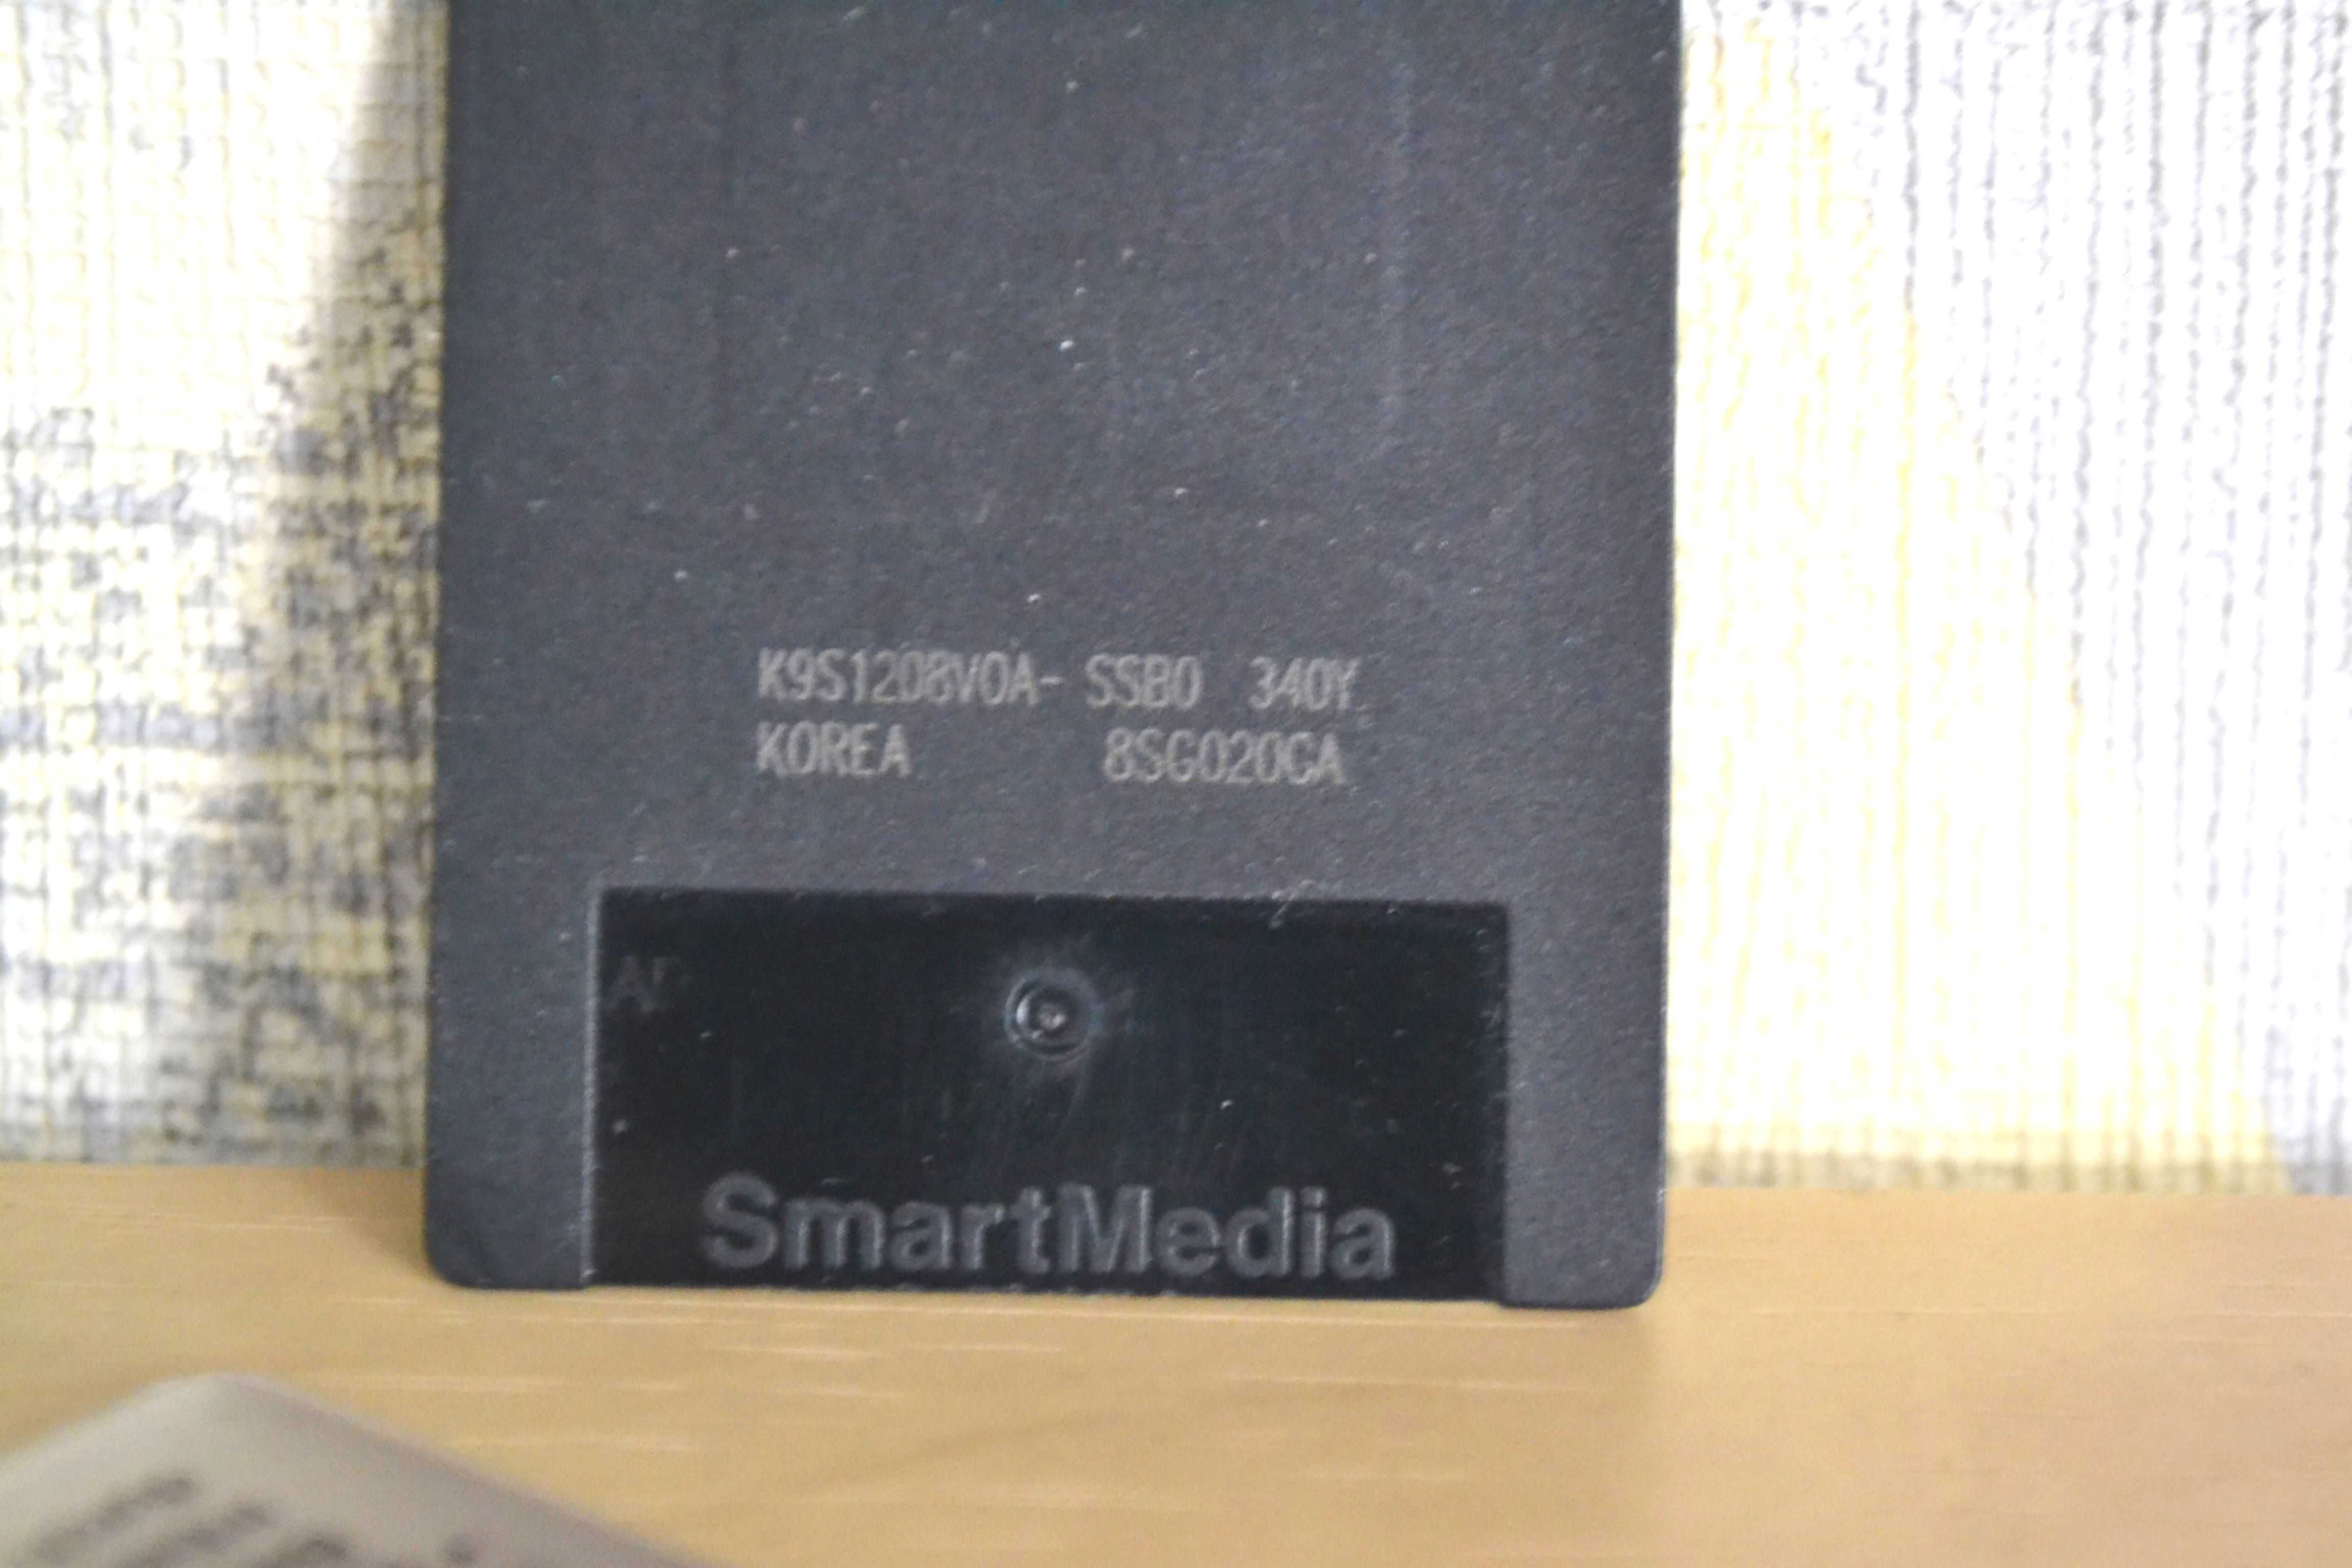 K9S1208V0A- SSB0 340Y
KOREA 8SG020CA
SmartMedia